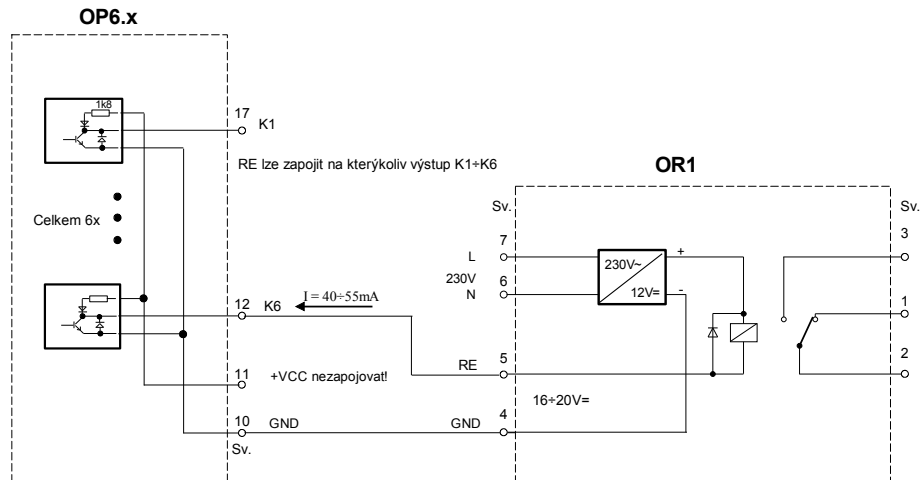 OP6.x
1k8
17
K1
RE lze zapojit na kterýkoliv výstup K1÷K6
OR1
Celkem 6x
Sv.
Sv.
7
3
L
230V~
+
230V
6
N
12V=
-
12
K6
I = 40÷55mA
1
5
RE
2
11
+VCC nezapojovat!
16÷20V=
10
GND
GND
4
Sv.